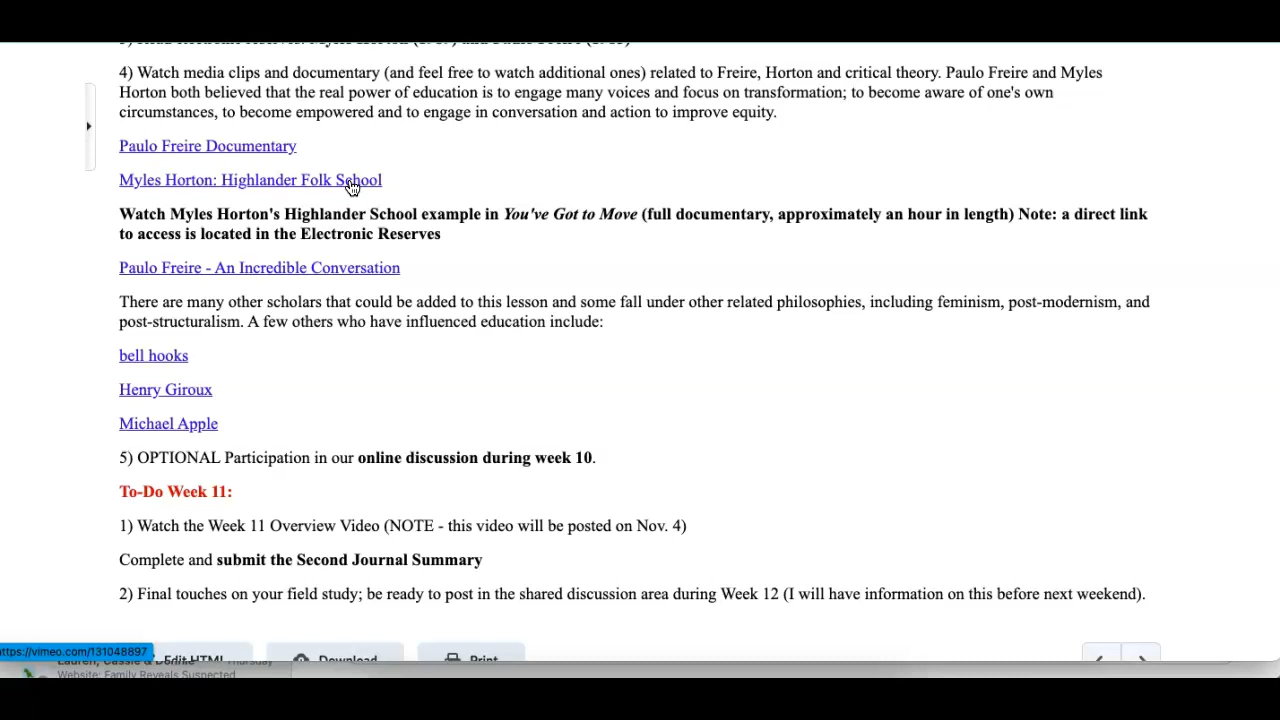 4) Watch media clips and documentary (and feel free to watch additional ones) related to Freire, Horton and critical theory. Paulo Freire and Myles
Horton both believed that the real power of education is to engage many voices and focus on transformation; to become aware of one's own
circumstances, to become empowered and to engage in conversation and action to improve equity.
Paulo Freire Documentary
Myles Horton: Highlander Folk School
Watch Myles Horton's Highlander School example in You've Got to Move (full documentary, approximately an hour in length) Note: a direct link
to access is located in the Electronic Reserves
Paulo Freire - An Incredible Conversation
There are many other scholars that could be added to this lesson and some fall under other related philosophies, including feminism, post-modernism, and
post-structuralism. A few others who have influenced education include:
bell hooks
Henry Giroux
Michael Apple
5) OPTIONAL Participation in our online discussion during week 10.
To-Do Week 11:
1) Watch the Week 11 Overview Video (NOTE - this video will be posted on Nov. 4)
Complete and submit the Second Journal Summary
2) Final touches on your field study; be ready to post in the shared discussion area during Week 12 (I will have information on this before next weekend).
https://vimeo.com/131048897
Edit HTML Download Print
Lauren, Cassie & Thursday
Website: Family Reveals Suspected